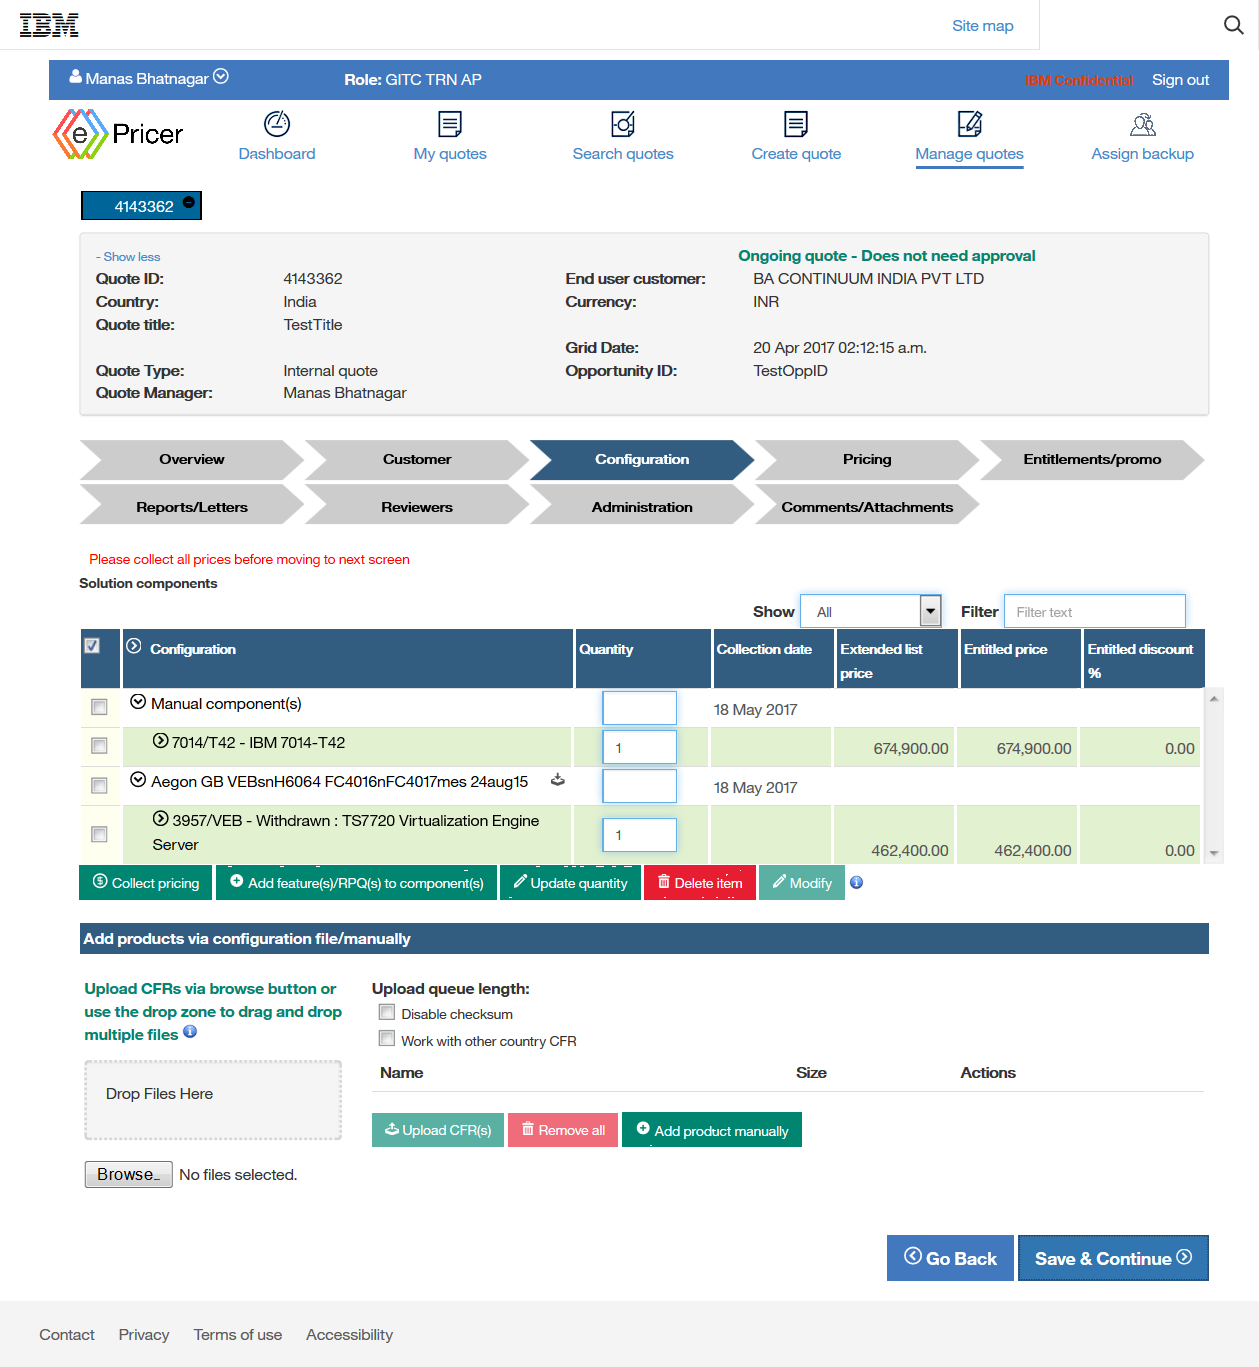 IBM
Site map
Manas Bhatnagar
Role: GITC TRN AP
IBM Confidential
Sign out
e Pricer
Dashboard
My quotes
Search quotes
Create quote
Manage quotes
Assign backup
4143362
- Show less
Ongoing quote - Does not need approval
Quote ID: 4143362
End user customer: BA CONTINUUM INDIA PVT LTD
Country: India
Currency: INR
Quote title: TestTitle
Grid Date: 20 Apr 2017 02:12:15 a.m.
Quote Type: Internal quote
Opportunity ID: TestOppID
Quote Manager: Manas Bhatnagar
Overview
Customer
Configuration
Pricing
Entitlements/promo
Reports/Letters
Reviewers
Administration
Comments/Attachments
Please collect all prices before moving to next screen
Solution components
Show All
Filter Filter text
Configuration
Quantity
Collection date
Extended list
price
Entitled price
Entitled discount
%
Manual component(s)
18 May 2017
7014/T42 - IBM 7014-T42
1
674,900.00
674,900.00
0.00
Aegon GB VEBsnH6064 FC4016nFC4017mes 24aug15
18 May 2017
3957/VEB - Withdrawn : TS7720 Virtualization Engine
Server
1
462,400.00
462,400.00
0.00
Collect pricing
Add feature(s)/RPQ(s) to component(s)
Update quantity
Delete item
Modify
Add products via configuration file/manually
Upload CFRs via browse button or
use the drop zone to drag and drop
multiple files
Upload queue length:
Disable checksum
Work with other country CFR
Name
Size
Actions
Drop Files Here
Upload CFR(s)
Remove all
Add product manually
Browse..
No files selected.
Go Back
Save & Continue
Contact
Privacy
Terms of use
Accessibility